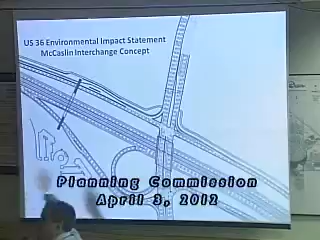 US 36 Environmental Impact Statement
McCaslin Interchange Concept
Planning Commission
April 3, 2012